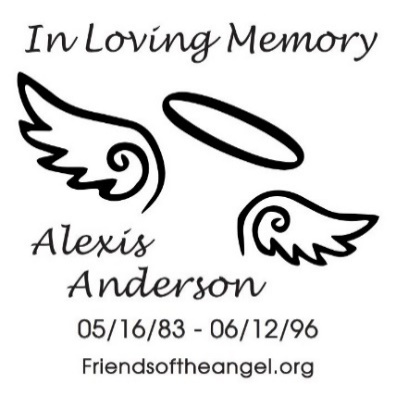 In Loving Memory
Alexis
Anderson
05/16/83 - 06/12/96
Friendsoftheangel.org